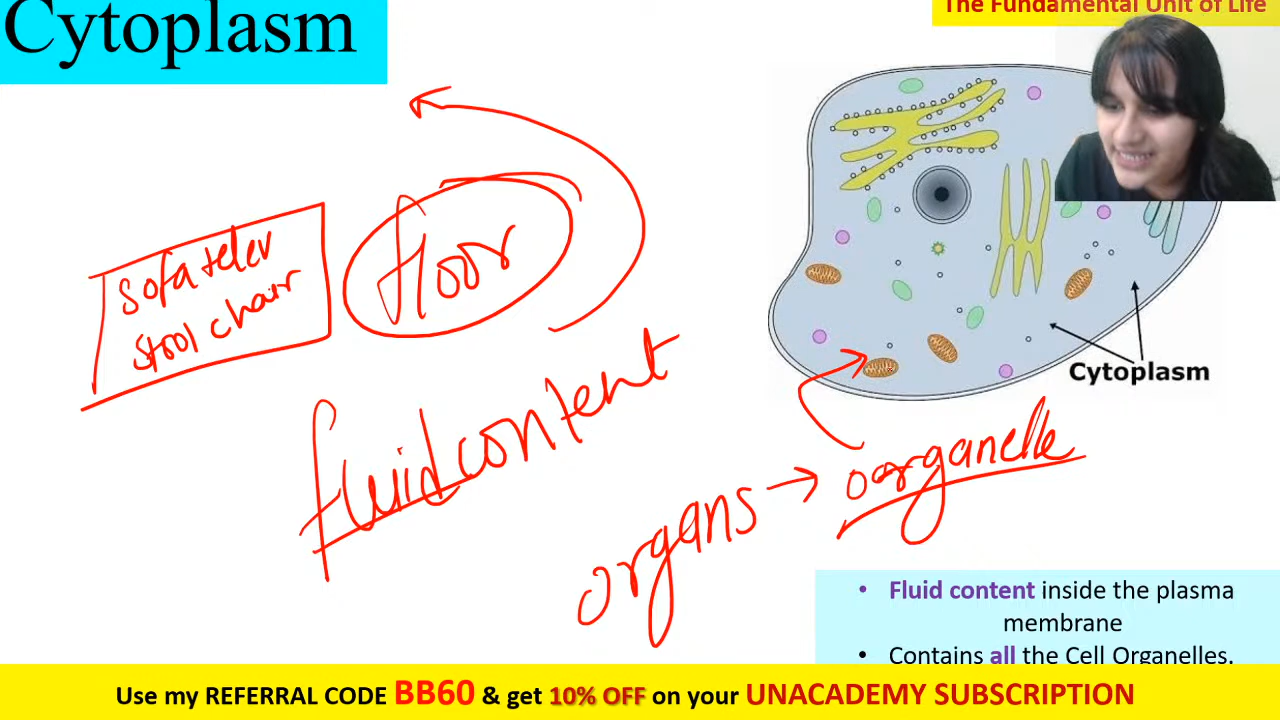 Cytoplasm
The Fundamental Unit of Life
sofa telev
stool chair
floor
fluid content
Cytoplasm
organs → oorganelle
• Fluid content inside the plasma
membrane
• Contains all the Cell Organelles.
Use my REFERRAL CODE BB60 & get 10% OFF on your UNACADEMY SUBSCRIPTION